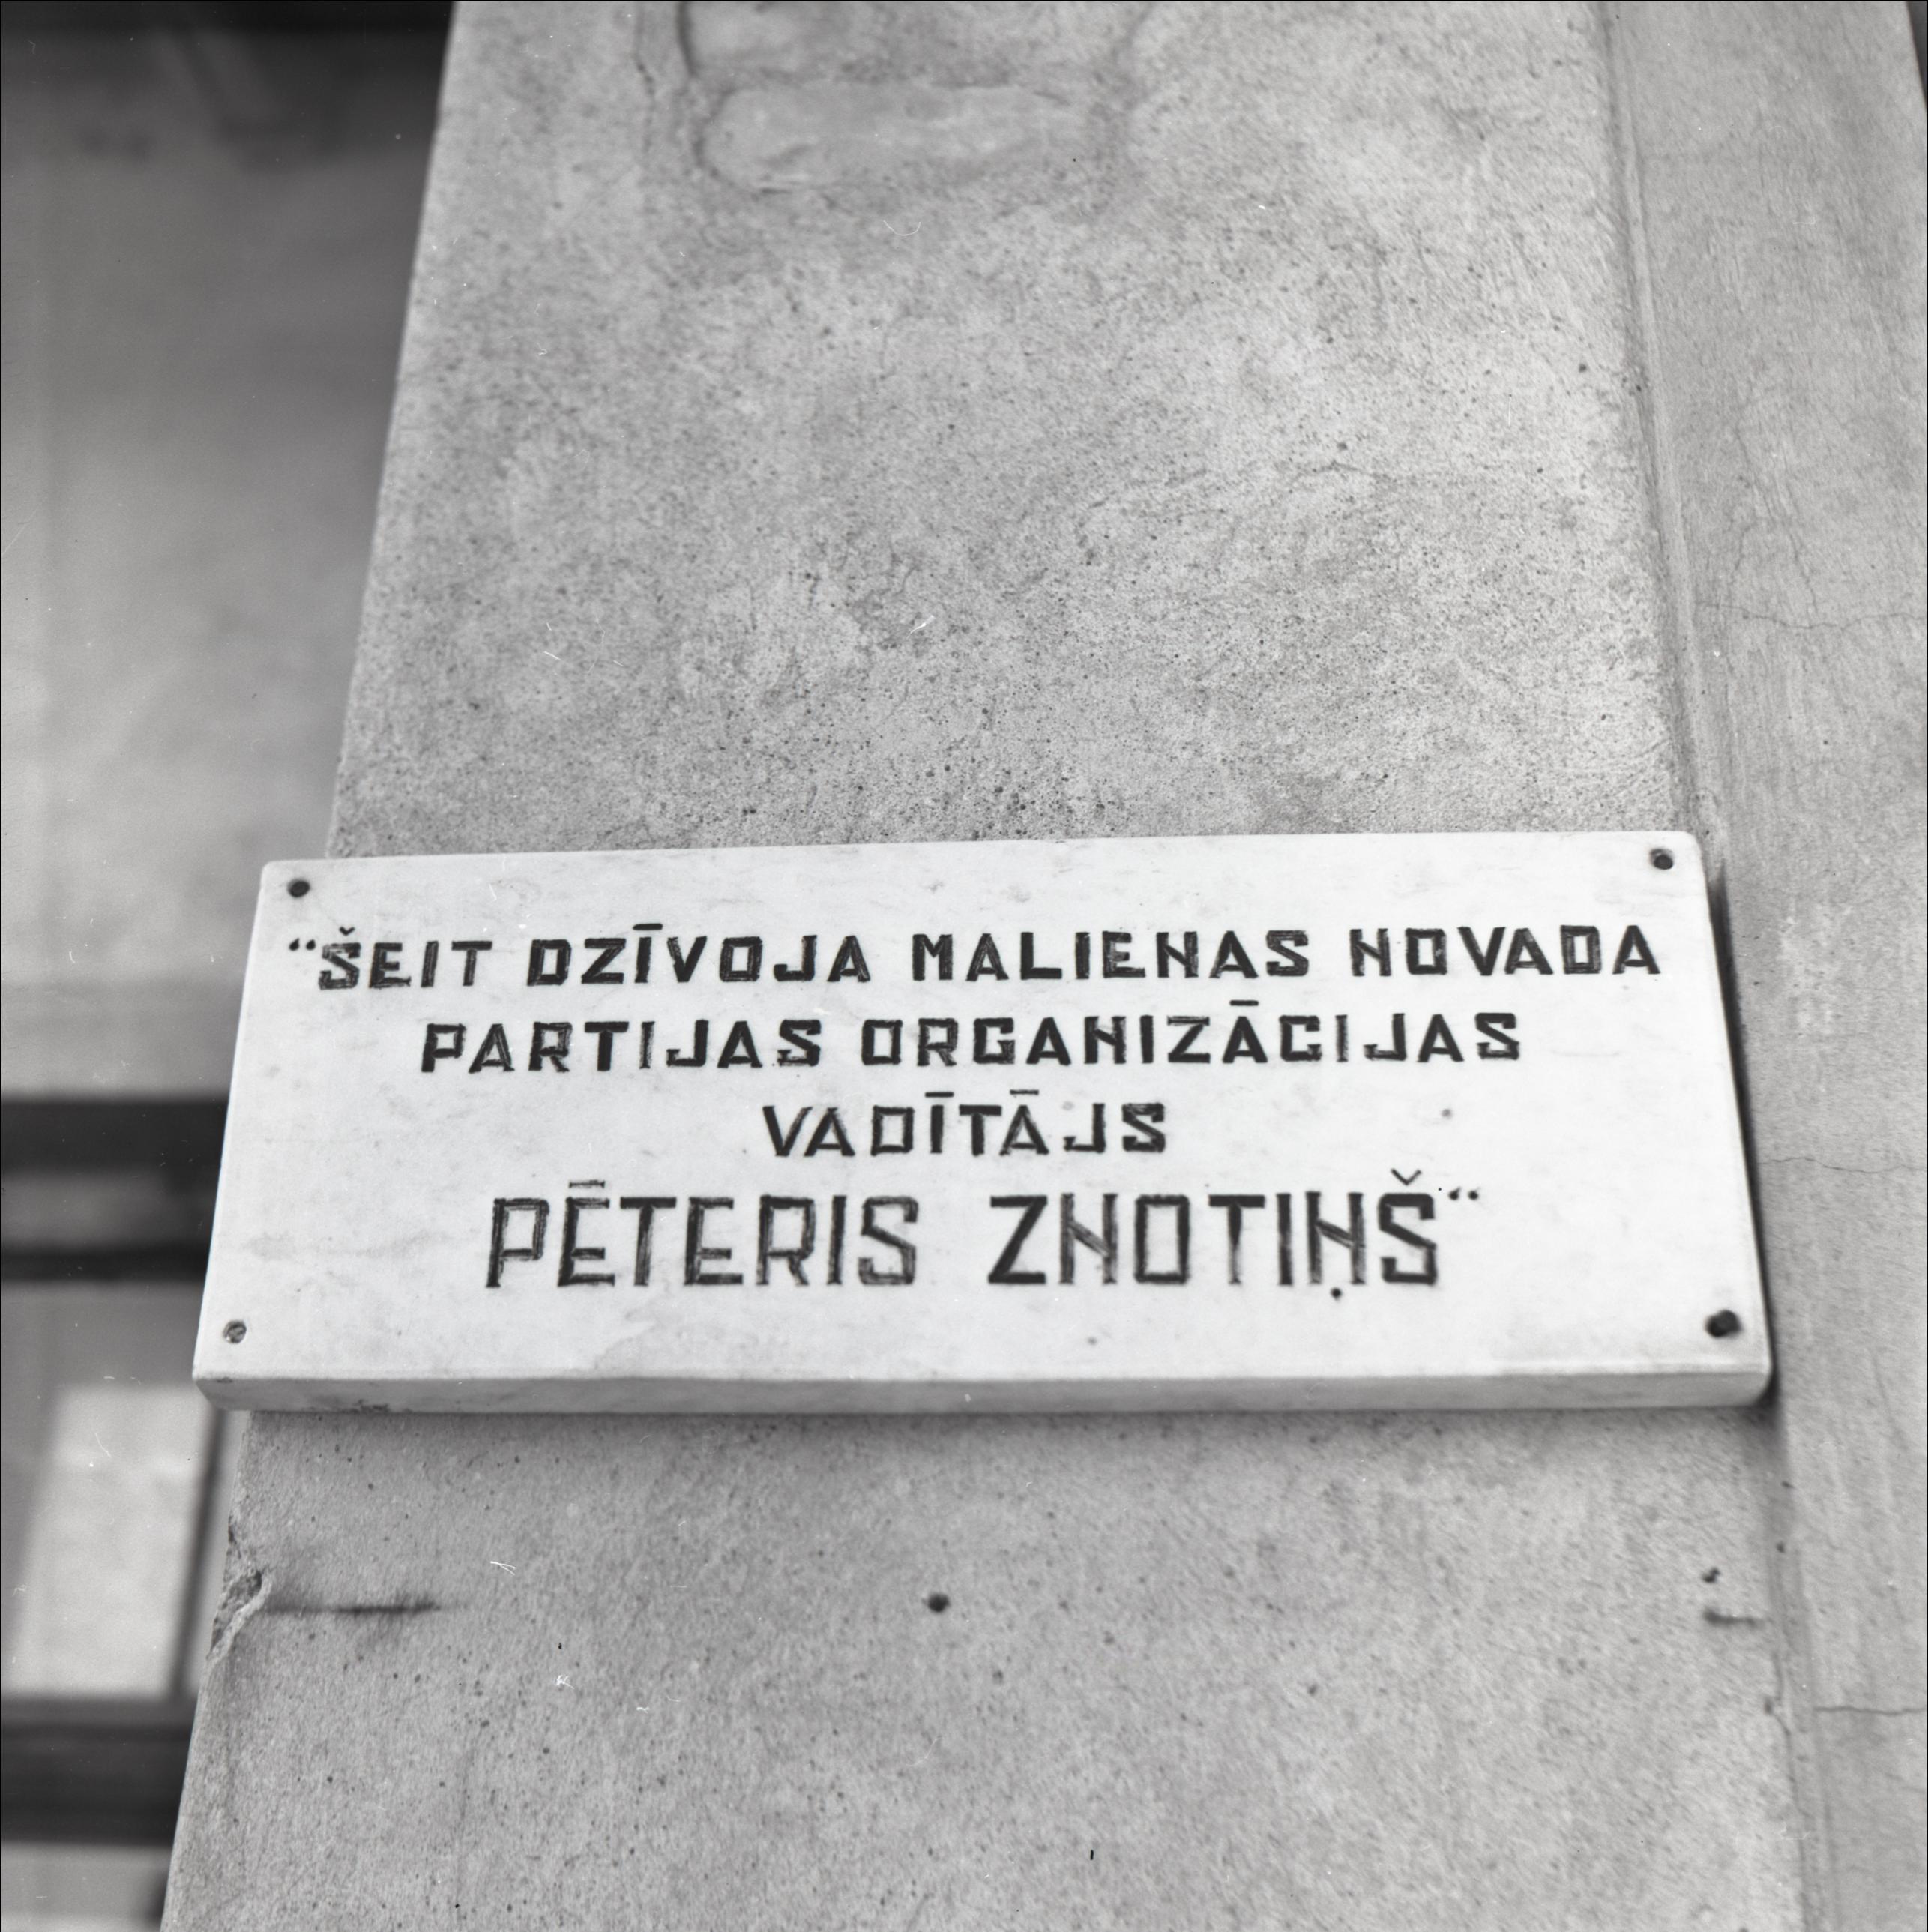 “ŠEIT DZĪVOJA MALIENAS NOVADA
PARTIJAS ORGANIZĀCIJAS
VADĪTĀJS
PĒTERIS ZNOTIŅŠ“